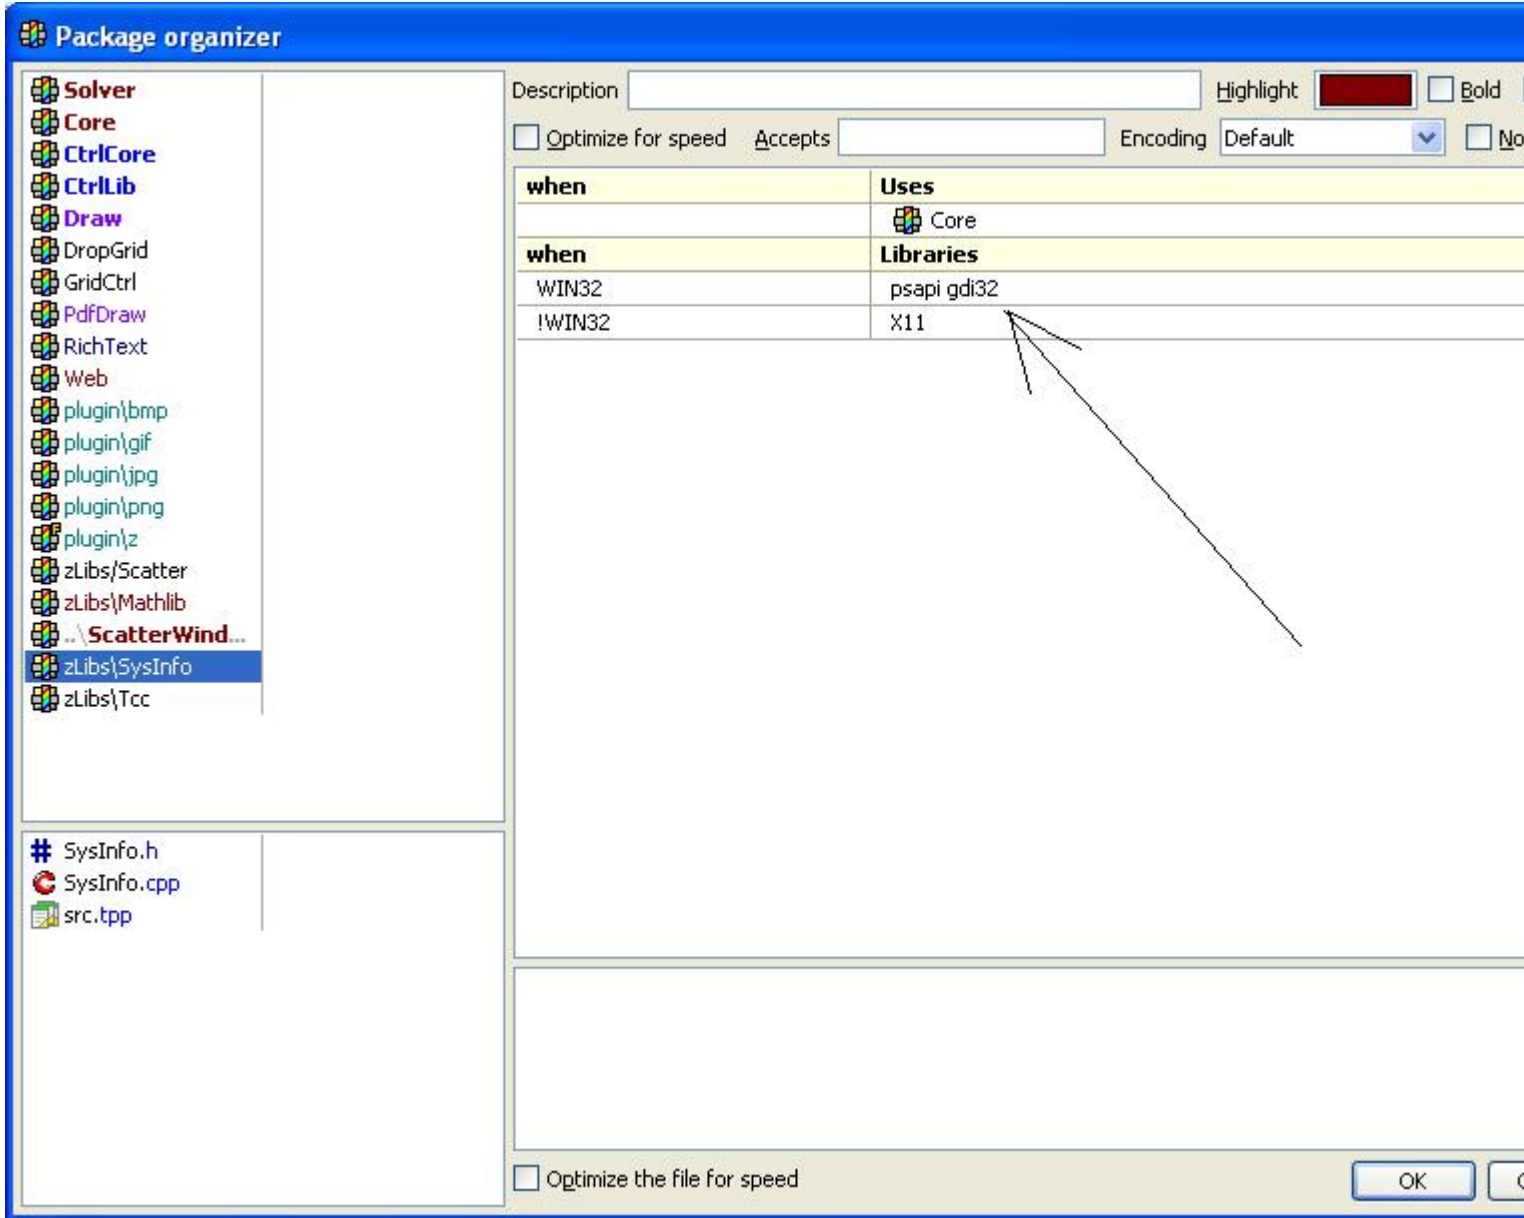 Package organizer
Solver
Core
CtrlCore
CtrlLib
Draw
DropGrid
GridCtrl
PdfDraw
RichText
Web
plugin\bmp
plugin\gif
plugin\jpg
plugin\png
plugin\z
zLibs/Scatter
zLibs\Mathlib
..\ScatterWind...
zLibs\SysInfo
zLibs\Tcc
SysInfo.h
SysInfo.cpp
src.tpp
Description Highlight Bold
Optimize for speed Accepts Encoding Default No
when Uses
Core
when Libraries
WIN32 psapi gdi32
!WIN32 X11
Optimize the file for speed OK